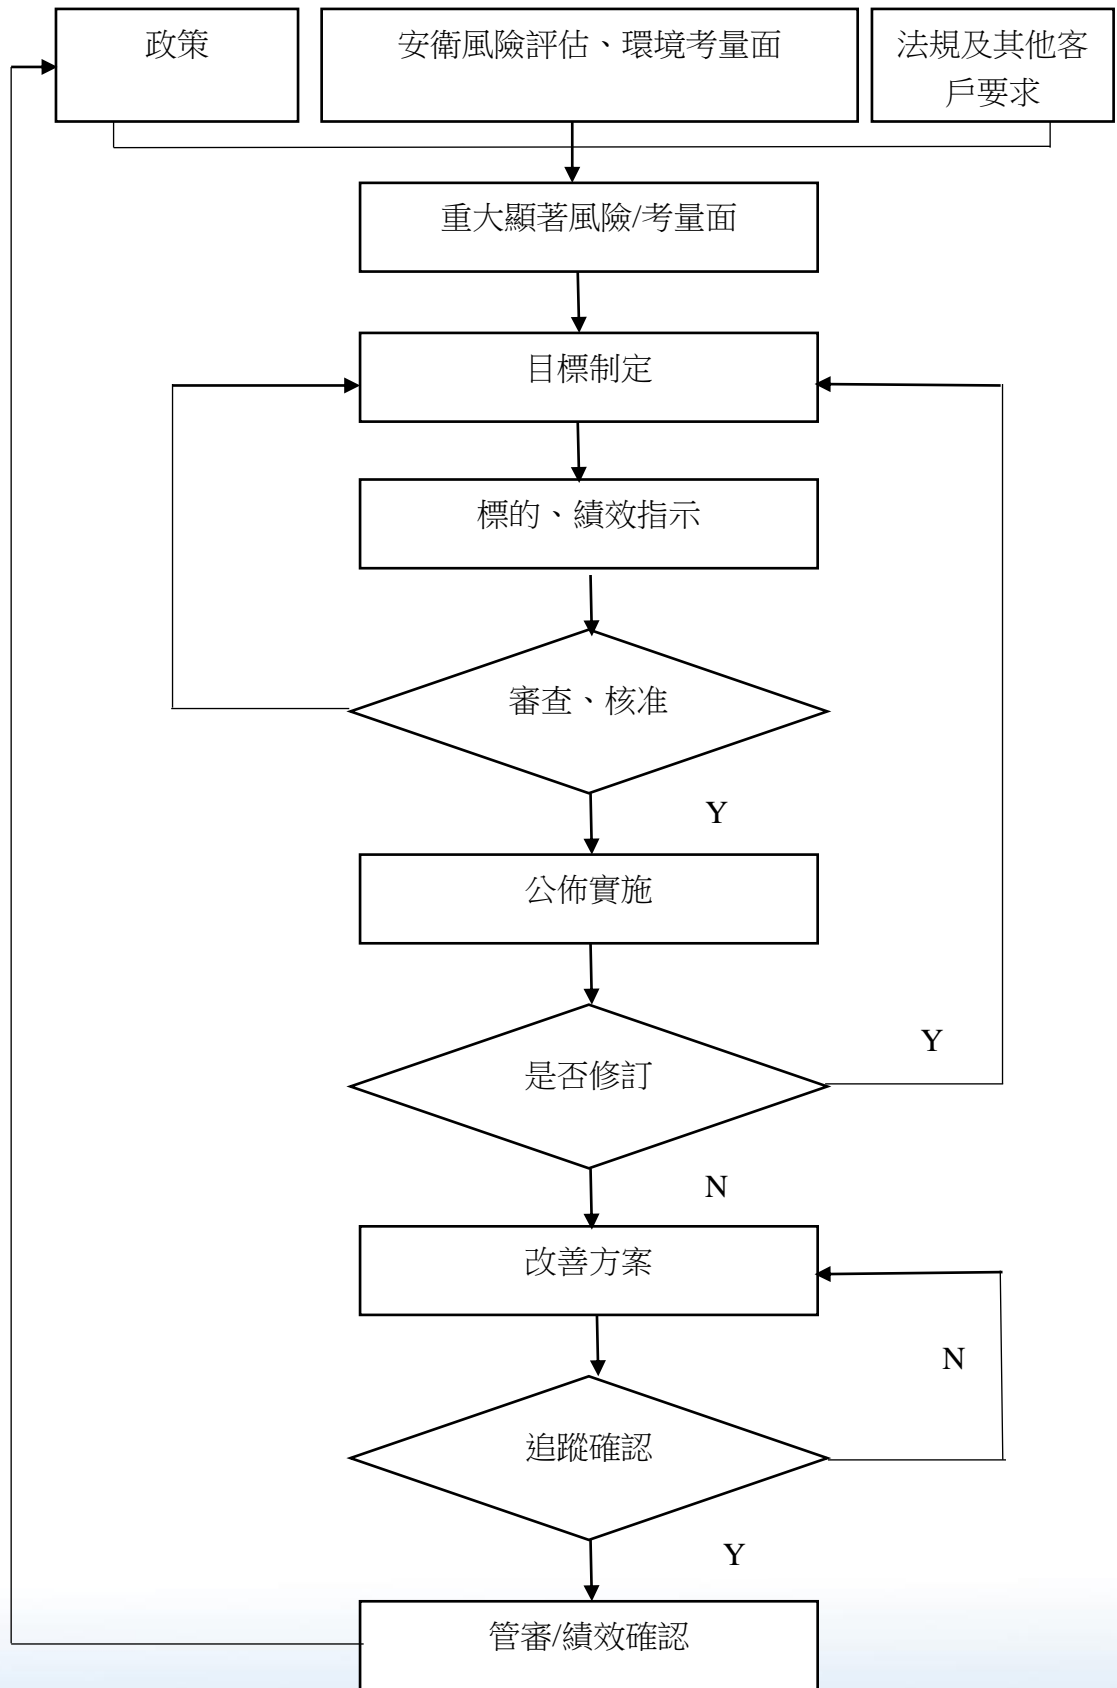 政策
安衛風險評估、環境考量面
法規及其他客
戶要求
重大顯著風險/考量面
目標制定
標的、績效指示
審查、核准
Y
公佈實施
Y
是否修訂
N
改善方案
N
追蹤確認
Y
管審/績效確認